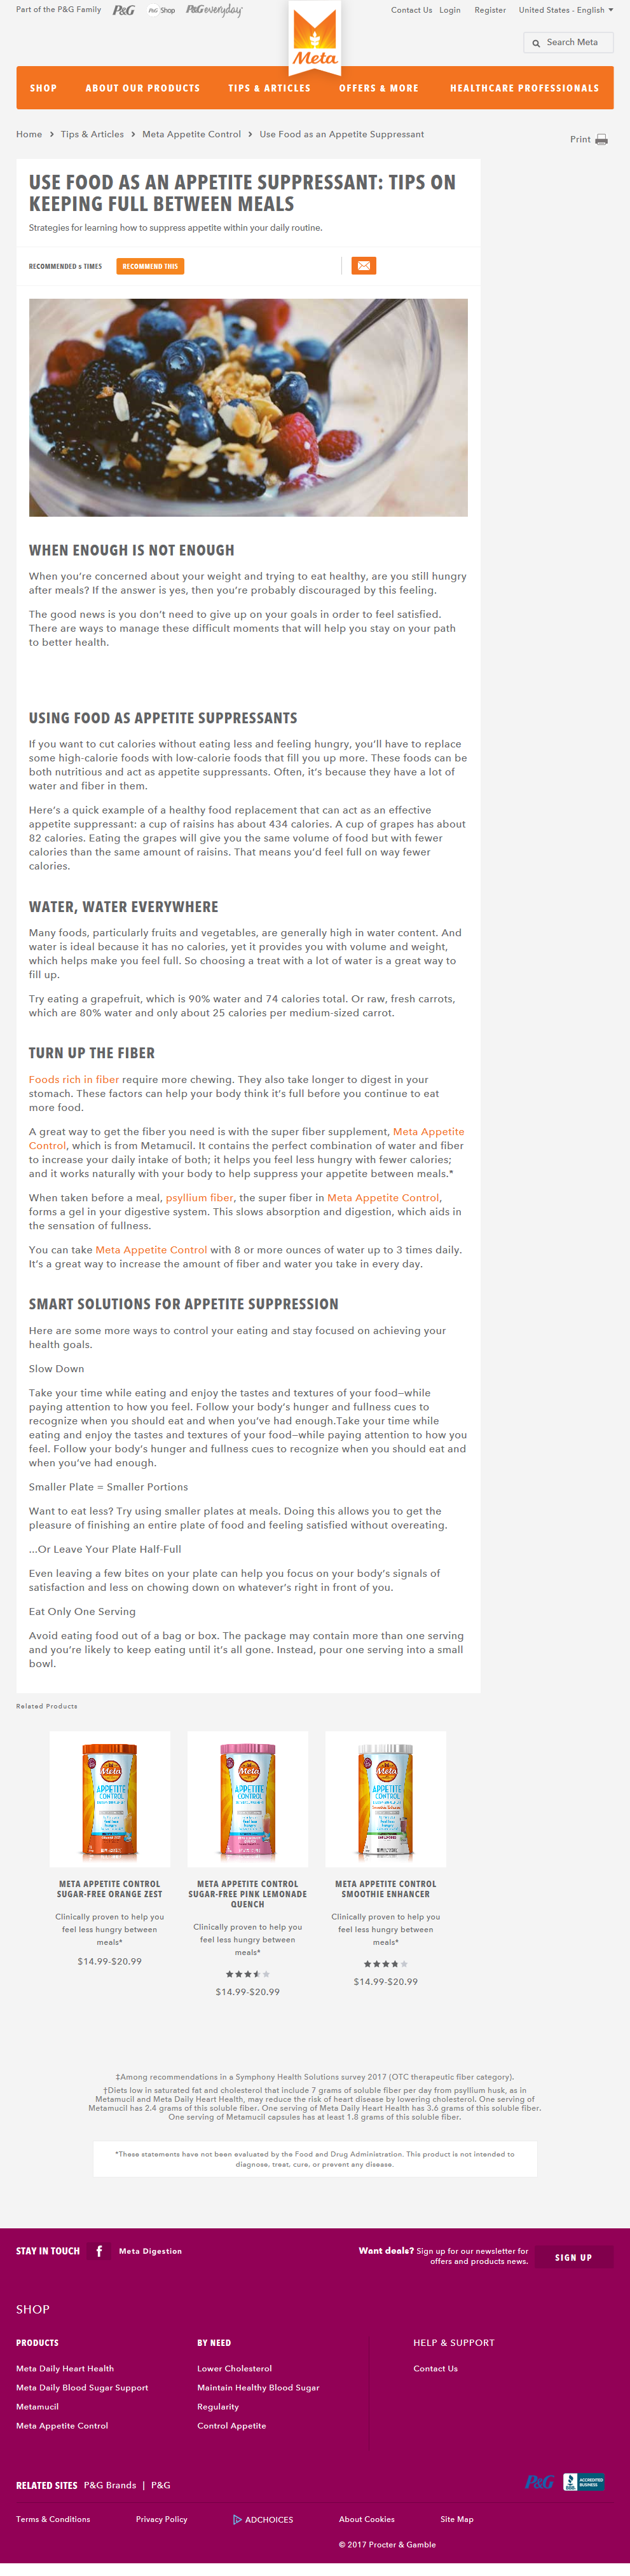 Part of the P&G Family P&G P&G Shop P&G everyday Contact Us Login Register United States - English
Meta
Search Meta
SHOP ABOUT OUR PRODUCTS TIPS & ARTICLES OFFERS & MORE HEALTHCARE PROFESSIONALS
Home > Tips & Articles > Meta Appetite Control > Use Food as an Appetite Suppressant
Print
USE FOOD AS AN APPETITE SUPPRESSANT: TIPS ON
KEEPING FULL BETWEEN MEALS
Strategies for learning how to suppress appetite within your daily routine.
RECOMMENDED 5 TIMES RECOMMEND THIS
WHEN ENOUGH IS NOT ENOUGH
When you’re concerned about your weight and trying to eat healthy, are you still hungry
after meals? If the answer is yes, then you’re probably discouraged by this feeling.
The good news is you don’t need to give up on your goals in order to feel satisfied.
There are ways to manage these difficult moments that will help you stay on your path
to better health.
USING FOOD AS APPETITE SUPPRESSANTS
If you want to cut calories without eating less and feeling hungry, you’ll have to replace
some high-calorie foods with low-calorie foods that fill you up more. These foods can be
both nutritious and act as appetite suppressants. Often, it’s because they have a lot of
water and fiber in them.
Here’s a quick example of a healthy food replacement that can act as an effective
appetite suppressant: a cup of raisins has about 434 calories. A cup of grapes has about
82 calories. Eating the grapes will give you the same volume of food but with fewer
calories than the same amount of raisins. That means you’d feel full on way fewer
calories.
WATER, WATER EVERYWHERE
Many foods, particularly fruits and vegetables, are generally high in water content. And
water is ideal because it has no calories, yet it provides you with volume and weight,
which helps make you feel full. So choosing a treat with a lot of water is a great way to
fill up.
Try eating a grapefruit, which is 90% water and 74 calories total. Or raw, fresh carrots,
which are 80% water and only about 25 calories per medium-sized carrot.
TURN UP THE FIBER
Foods rich in fiber require more chewing. They also take longer to digest in your
stomach. These factors can help your body think it’s full before you continue to eat
more food.
A great way to get the fiber you need is with the super fiber supplement, Meta Appetite
Control, which is from Metamucil. It contains the perfect combination of water and fiber
to increase your daily intake of both; it helps you feel less hungry with fewer calories;
and it works naturally with your body to help suppress your appetite between meals.*
When taken before a meal, psyllium fiber, the super fiber in Meta Appetite Control,
forms a gel in your digestive system. This slows absorption and digestion, which aids in
the sensation of fullness.
You can take Meta Appetite Control with 8 or more ounces of water up to 3 times daily.
It’s a great way to increase the amount of fiber and water you take in every day.
SMART SOLUTIONS FOR APPETITE SUPPRESSION
Here are some more ways to control your eating and stay focused on achieving your
health goals.
Slow Down
Take your time while eating and enjoy the tastes and textures of your food—while
paying attention to how you feel. Follow your body’s hunger and fullness cues to
recognize when you should eat and when you’ve had enough.Take your time while
eating and enjoy the tastes and textures of your food—while paying attention to how you
feel. Follow your body’s hunger and fullness cues to recognize when you should eat and
when you’ve had enough.
Smaller Plate = Smaller Portions
Want to eat less? Try using smaller plates at meals. Doing this allows you to get the
pleasure of finishing an entire plate of food and feeling satisfied without overeating.
...Or Leave Your Plate Half-Full
Even leaving a few bites on your plate can help you focus on your body’s signals of
satisfaction and less on chowing down on whatever’s right in front of you.
Eat Only One Serving
Avoid eating food out of a bag or box. The package may contain more than one serving
and you’re likely to keep eating until it’s all gone. Instead, pour one serving into a small
bowl.
Related Products
Meta
APPETITE
CONTROL
Meta
APPETITE
CONTROL
Meta
APPETITE
CONTROL
META APPETITE CONTROL
SUGAR-FREE ORANGE ZEST
Clinically proven to help you
feel less hungry between
meals*
$14.99-$20.99
META APPETITE CONTROL
SUGAR-FREE PINK LEMONADE
QUENCH
Clinically proven to help you
feel less hungry between
meals*
$14.99-$20.99
META APPETITE CONTROL
SMOOTHIE ENHANCER
Clinically proven to help you
feel less hungry between
meals*
$14.99-$20.99
‡Among recommendations in a Symphony Health Solutions survey 2017 (OTC therapeutic fiber category).
†Diets low in saturated fat and cholesterol that include 7 grams of soluble fiber per day from psyllium husk, as in
Metamucil and Meta Daily Heart Health, may reduce the risk of heart disease by lowering cholesterol. One serving of
Metamucil has 2.4 grams of this soluble fiber. One serving of Meta Daily Heart Health has 3.6 grams of this soluble fiber.
One serving of Metamucil capsules has at least 1.8 grams of this soluble fiber.
*These statements have not been evaluated by the Food and Drug Administration. This product is not intended to
diagnose, treat, cure, or prevent any disease.
STAY IN TOUCH f Meta Digestion
Want deals? Sign up for our newsletter for
offers and products news.
SIGN UP
SHOP
PRODUCTS
Meta Daily Heart Health
Meta Daily Blood Sugar Support
Metamucil
Meta Appetite Control
BY NEED
Lower Cholesterol
Maintain Healthy Blood Sugar
Regularity
Control Appetite
HELP & SUPPORT
Contact Us
RELATED SITES P&G Brands | P&G
P&G
BBB ACCREDITED
BUSINESS
Terms & Conditions Privacy Policy ADCHOICES About Cookies Site Map
© 2017 Procter & Gamble